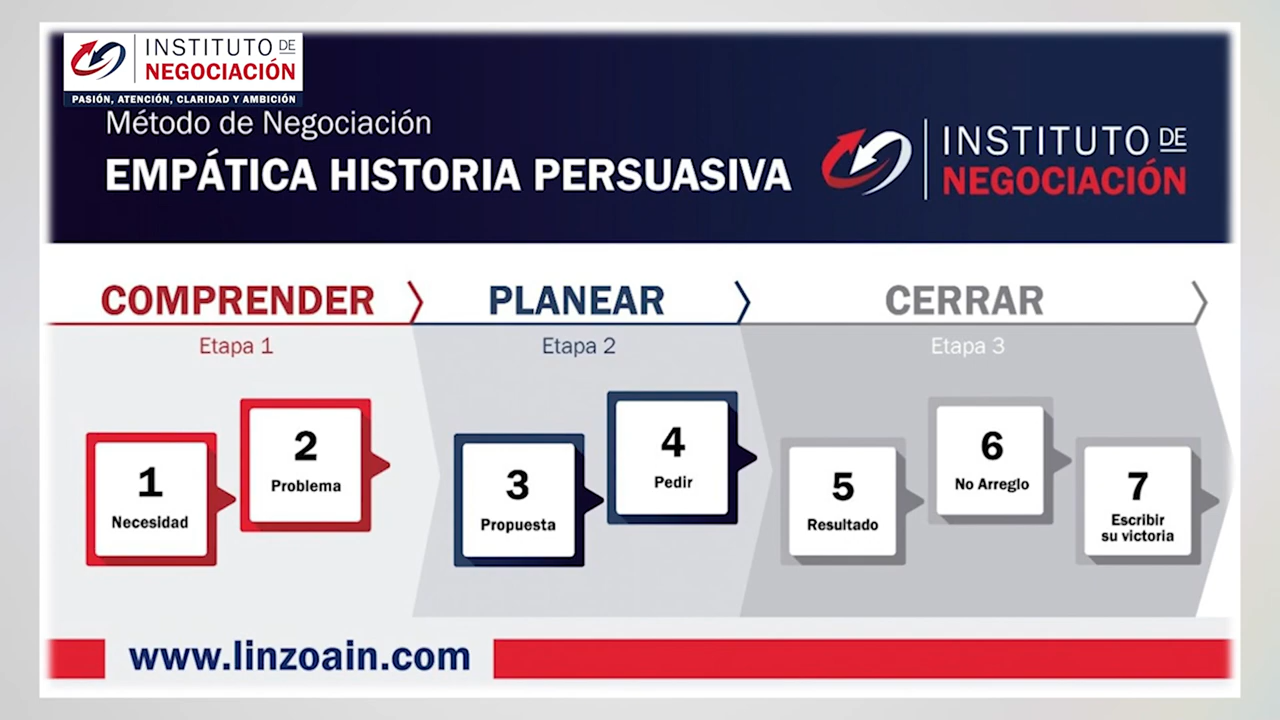 INSTITUTO DE
NEGOCIACIÓN
PASIÓN, ATENCIÓN, CLARIDAD Y AMBICIÓN
Método de Negociación
EMPÁTICA HISTORIA PERSUASIVA
INSTITUTO DE
NEGOCIACIÓN
COMPRENDER
Etapa 1
PLANEAR
Etapa 2
CERRAR
Etapa 3
1
Necesidad
2
Problema
3
Propuesta
4
Pedir
5
Resultado
6
No Arreglo
7
Escribir
su victoria
www.linzoain.com